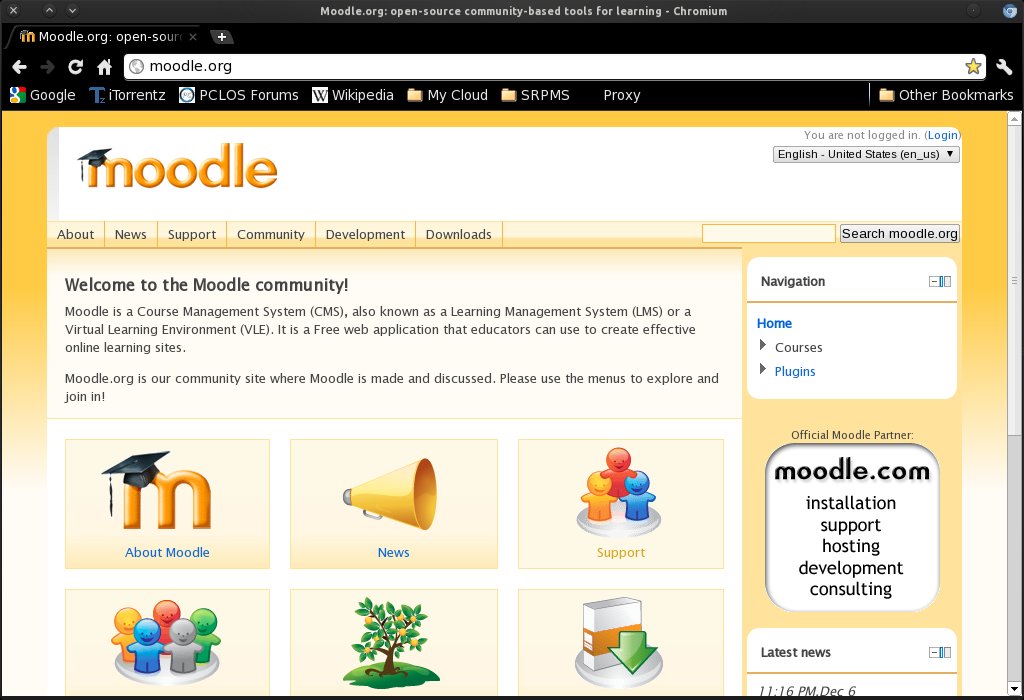 Moodle.org: open-source community-based tools for learning - Chromium
Moodle.org: open-sour
moodle.org
Google
iTorrentz
PCLOS Forums
W Wikipedia
My Cloud
SRPMS
Proxy
Other Bookmarks
You are not logged in. (Login)
English - United States (en_us)
moodle
About
News
Support
Community
Development
Downloads
Search moodle.org
Welcome to the Moodle community!
Moodle is a Course Management System (CMS), also known as a Learning Management System (LMS) or a
Virtual Learning Environment (VLE). It is a Free web application that educators can use to create effective
online learning sites.
Moodle.org is our community site where Moodle is made and discussed. Please use the menus to explore and
join in!
m
About Moodle
News
Support
Navigation
Home
Courses
Plugins
Official Moodle Partner:
moodle.com
installation
support
hosting
development
consulting
Latest news
11:16 PM,Dec 6